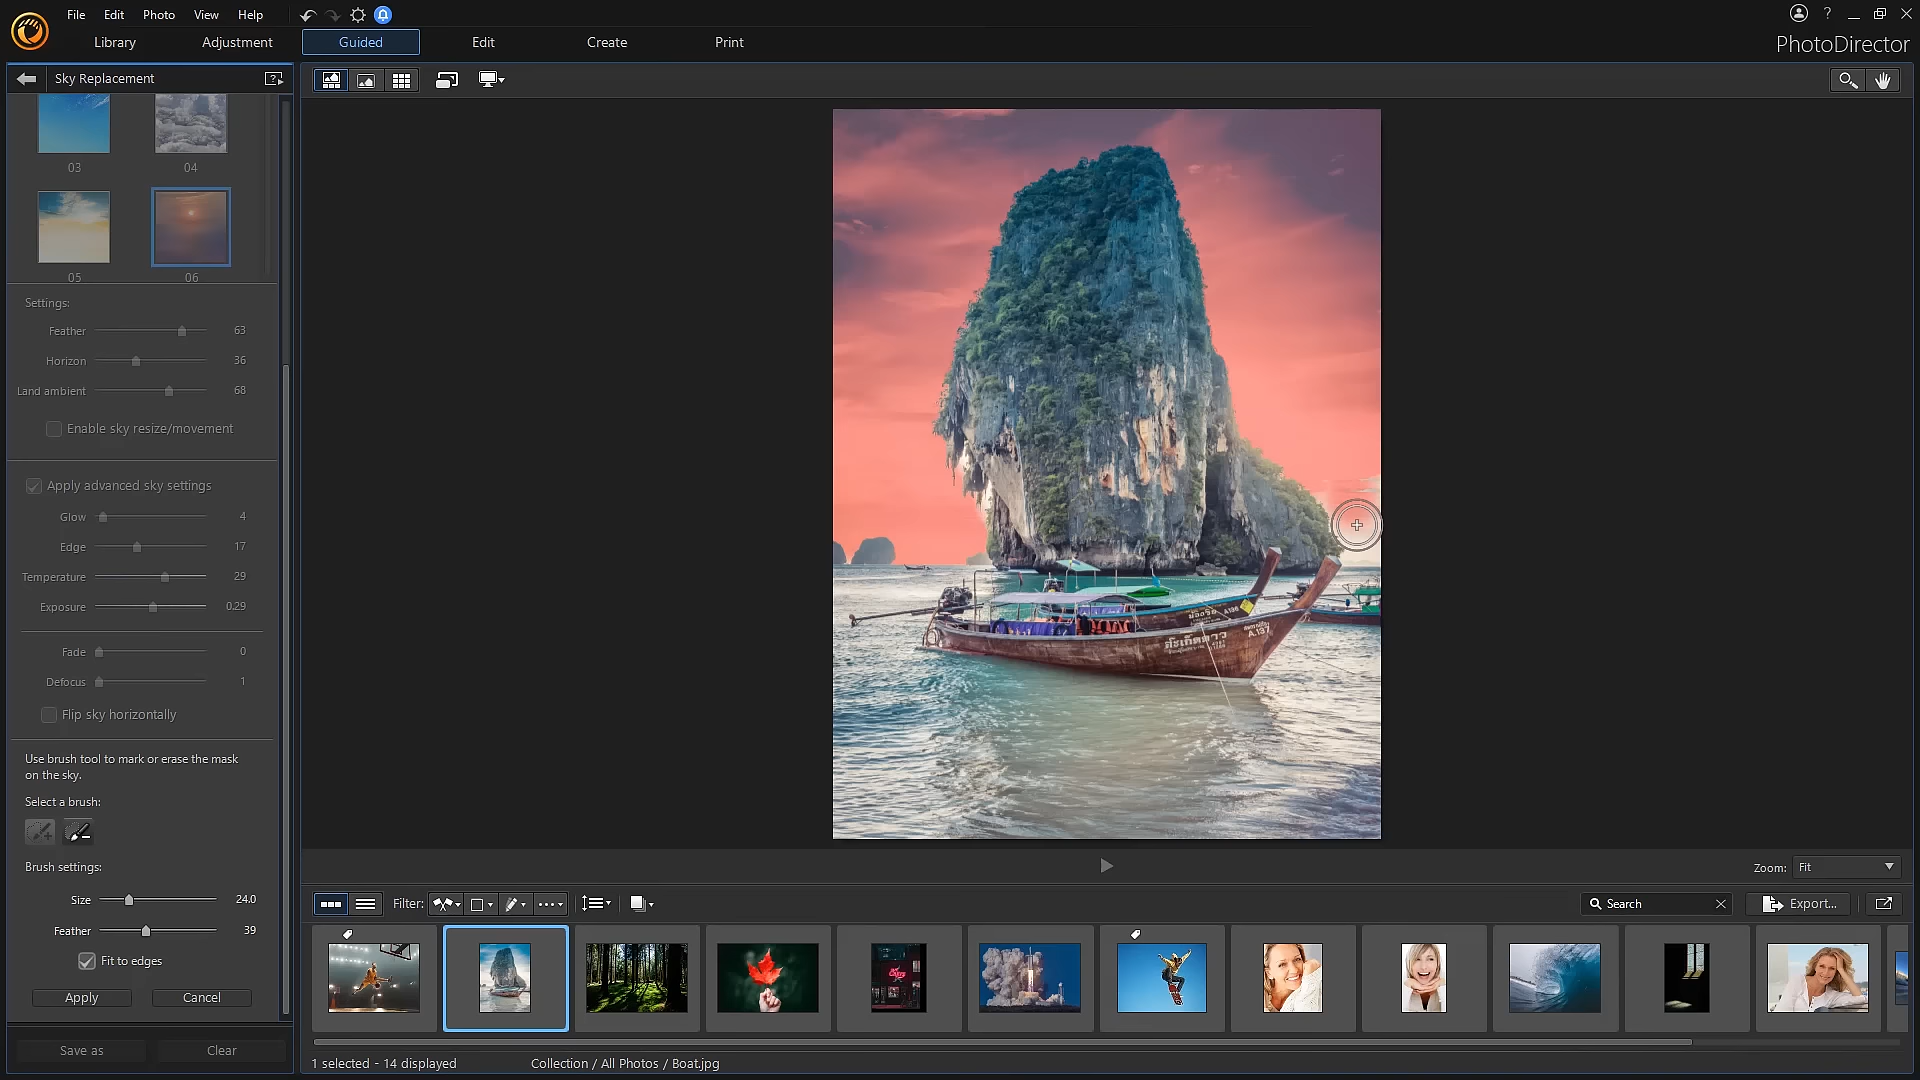 File Edit Photo View Help
PhotoDirector
Library Adjustment Guided Edit Create Print
Sky Replacement
03 04
05 06
Settings:
Feather 63
Horizon 36
Land ambient 68
Enable sky resize/movement
Apply advanced sky settings
Glow 4
Edge 17
Temperature 29
Exposure 0.29
Fade 0
Defocus 1
Flip sky horizontally
Use brush tool to mark or erase the mask
on the sky.
Select a brush:
Brush settings:
Size 24.0
Feather 39
Fit to edges
Apply Cancel
Save as Clear
A.137
Zoom: Fit
Filter:
Search
Export...
1 selected - 14 displayed
Collection / All Photos / Boat.jpg